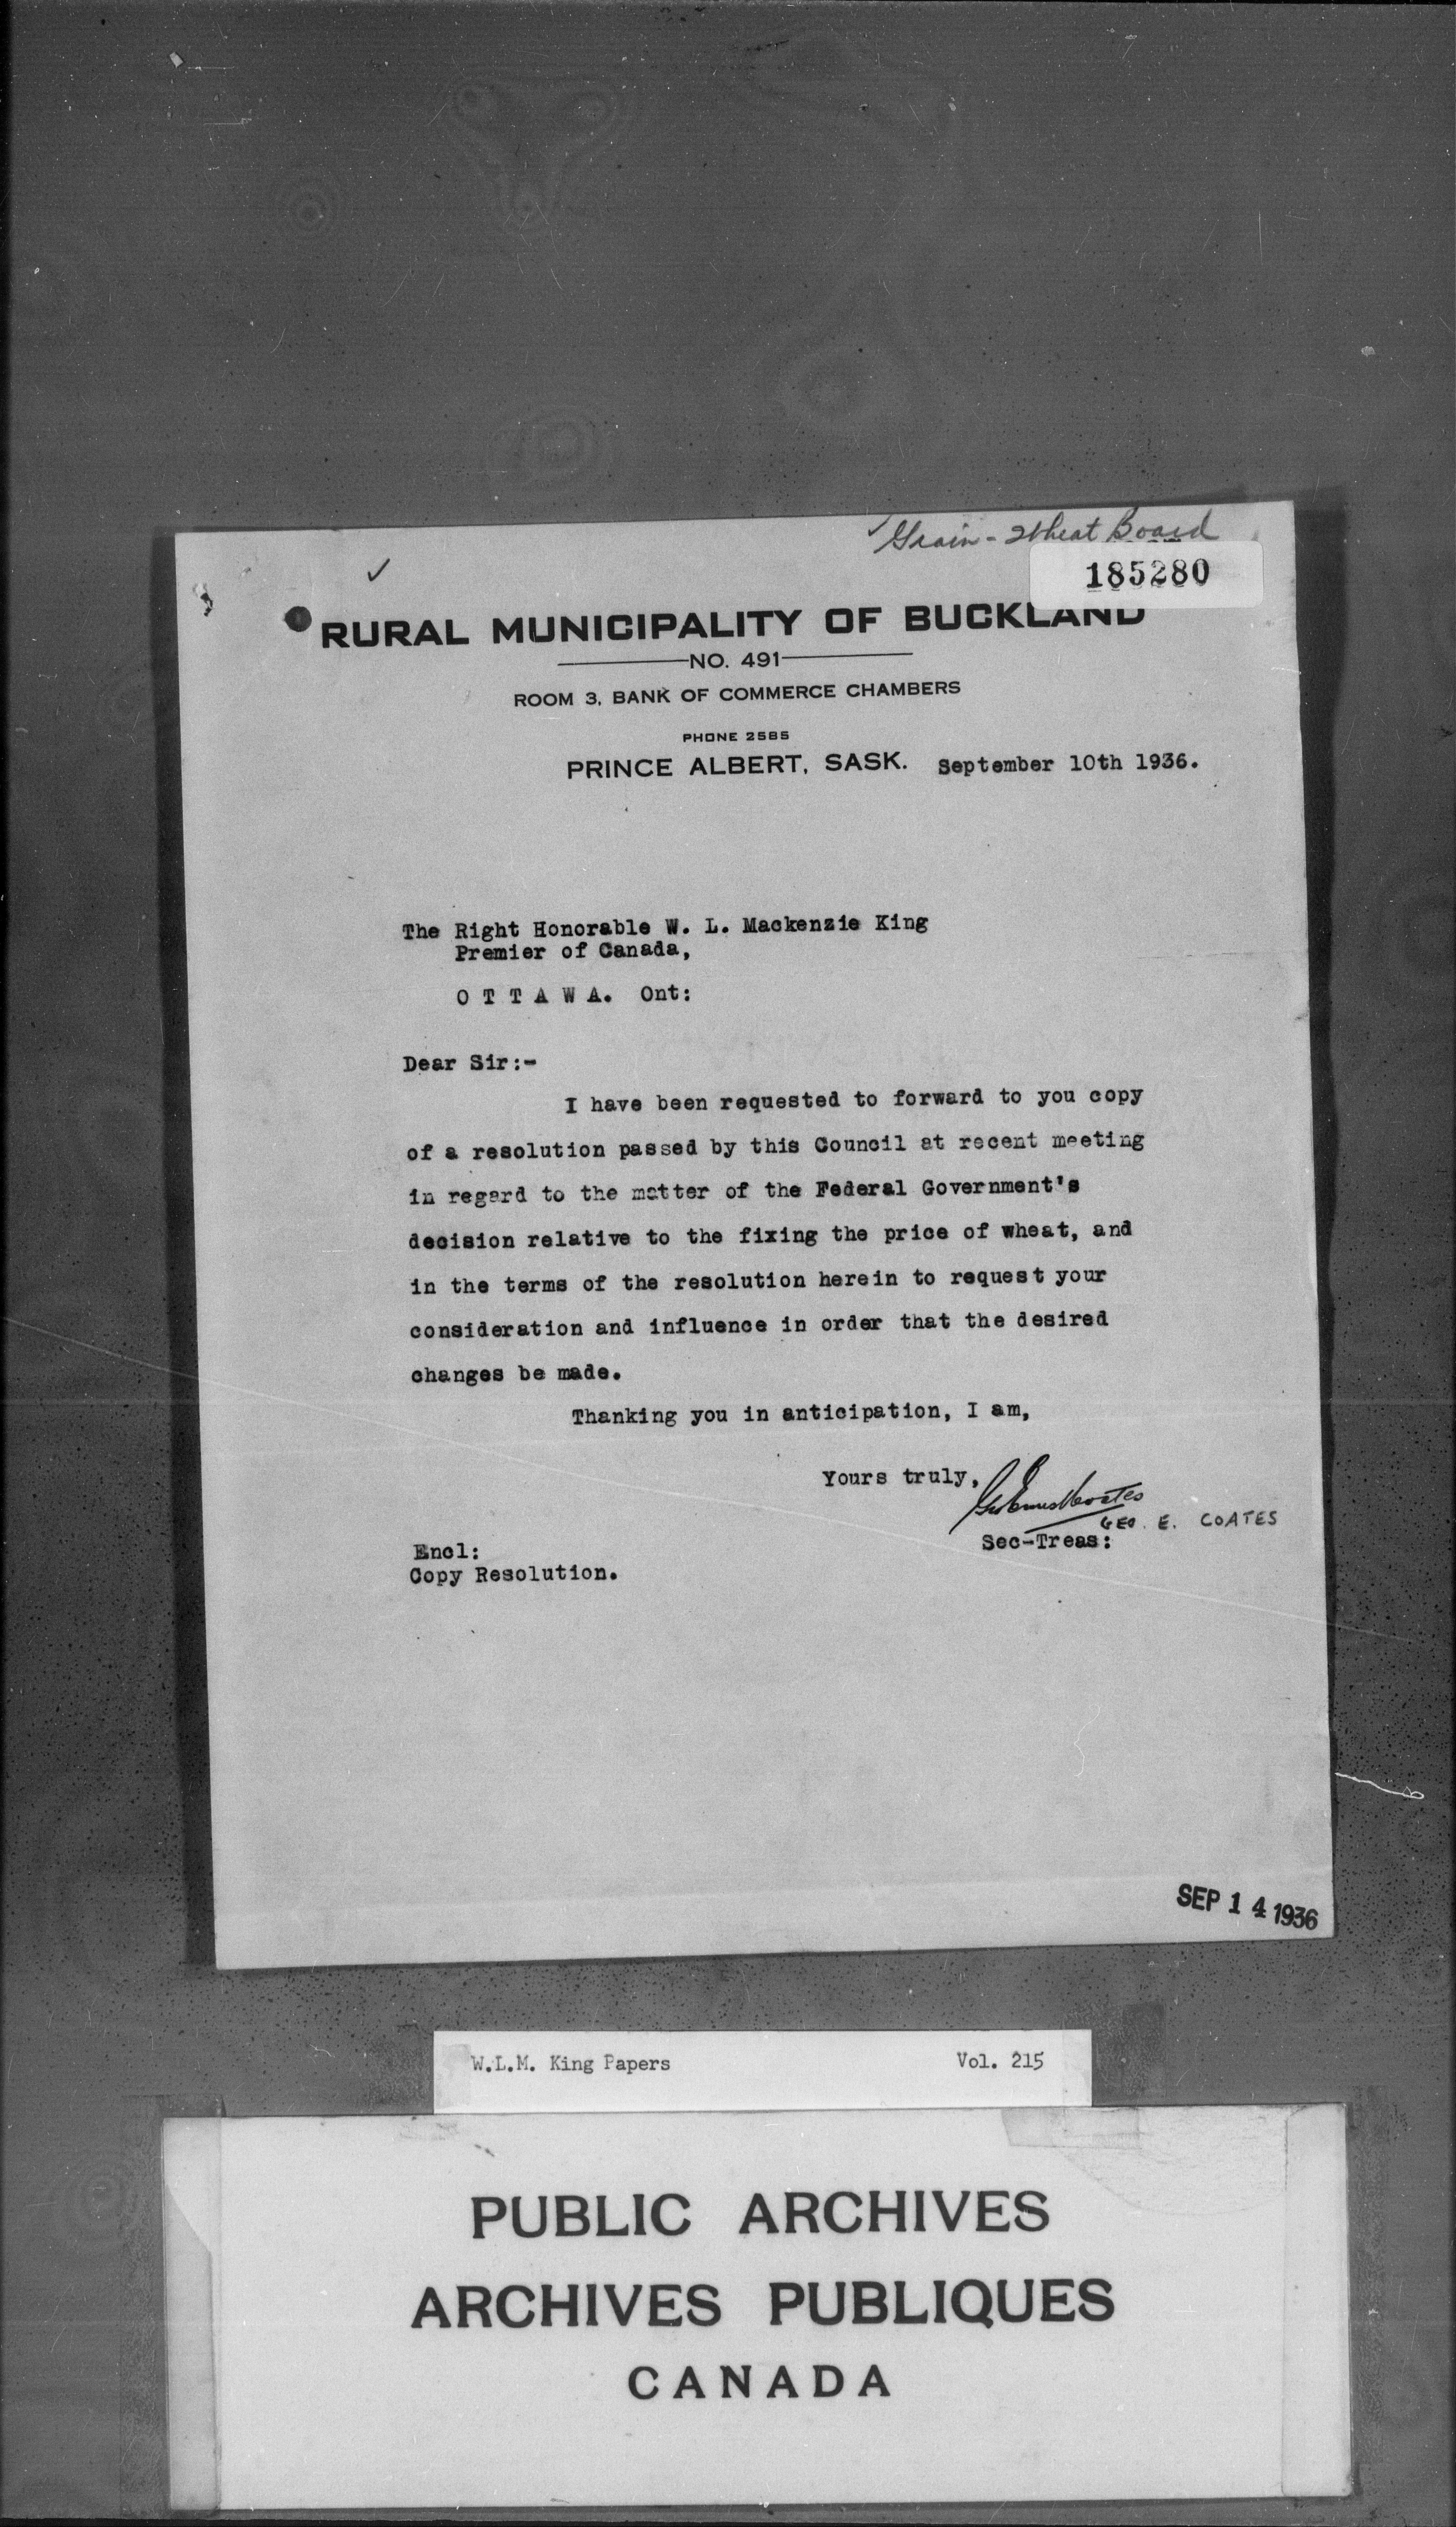 Grain - Wheat Board
185280
RURAL MUNICIPALITY OF BUCKLAND
NO. 491
ROOM 3, BANK OF COMMERCE CHAMBERS
PHONE 2585
PRINCE ALBERT, SASK. September 10th 1936.
The Right Honorable W. L. Mackenzie King
Premier of Canada,
O T T A W A. Ont:
Dear Sir:-
I have been requested to forward to you copy
of a resolution passed by this Council at recent meeting
in regard to the matter of the Federal Government's
decision relative to the fixing the price of wheat, and
in the terms of the resolution herein to request your
consideration and influence in order that the desired
changes be made.
Thanking you in anticipation, I am,
Yours truly,
GEO. E. COATES
Sec-Treas:
Encl:
Copy Resolution.
SEP 14 1936
W.L.M. King Papers Vol. 215
PUBLIC ARCHIVES
ARCHIVES PUBLIQUES
CANADA